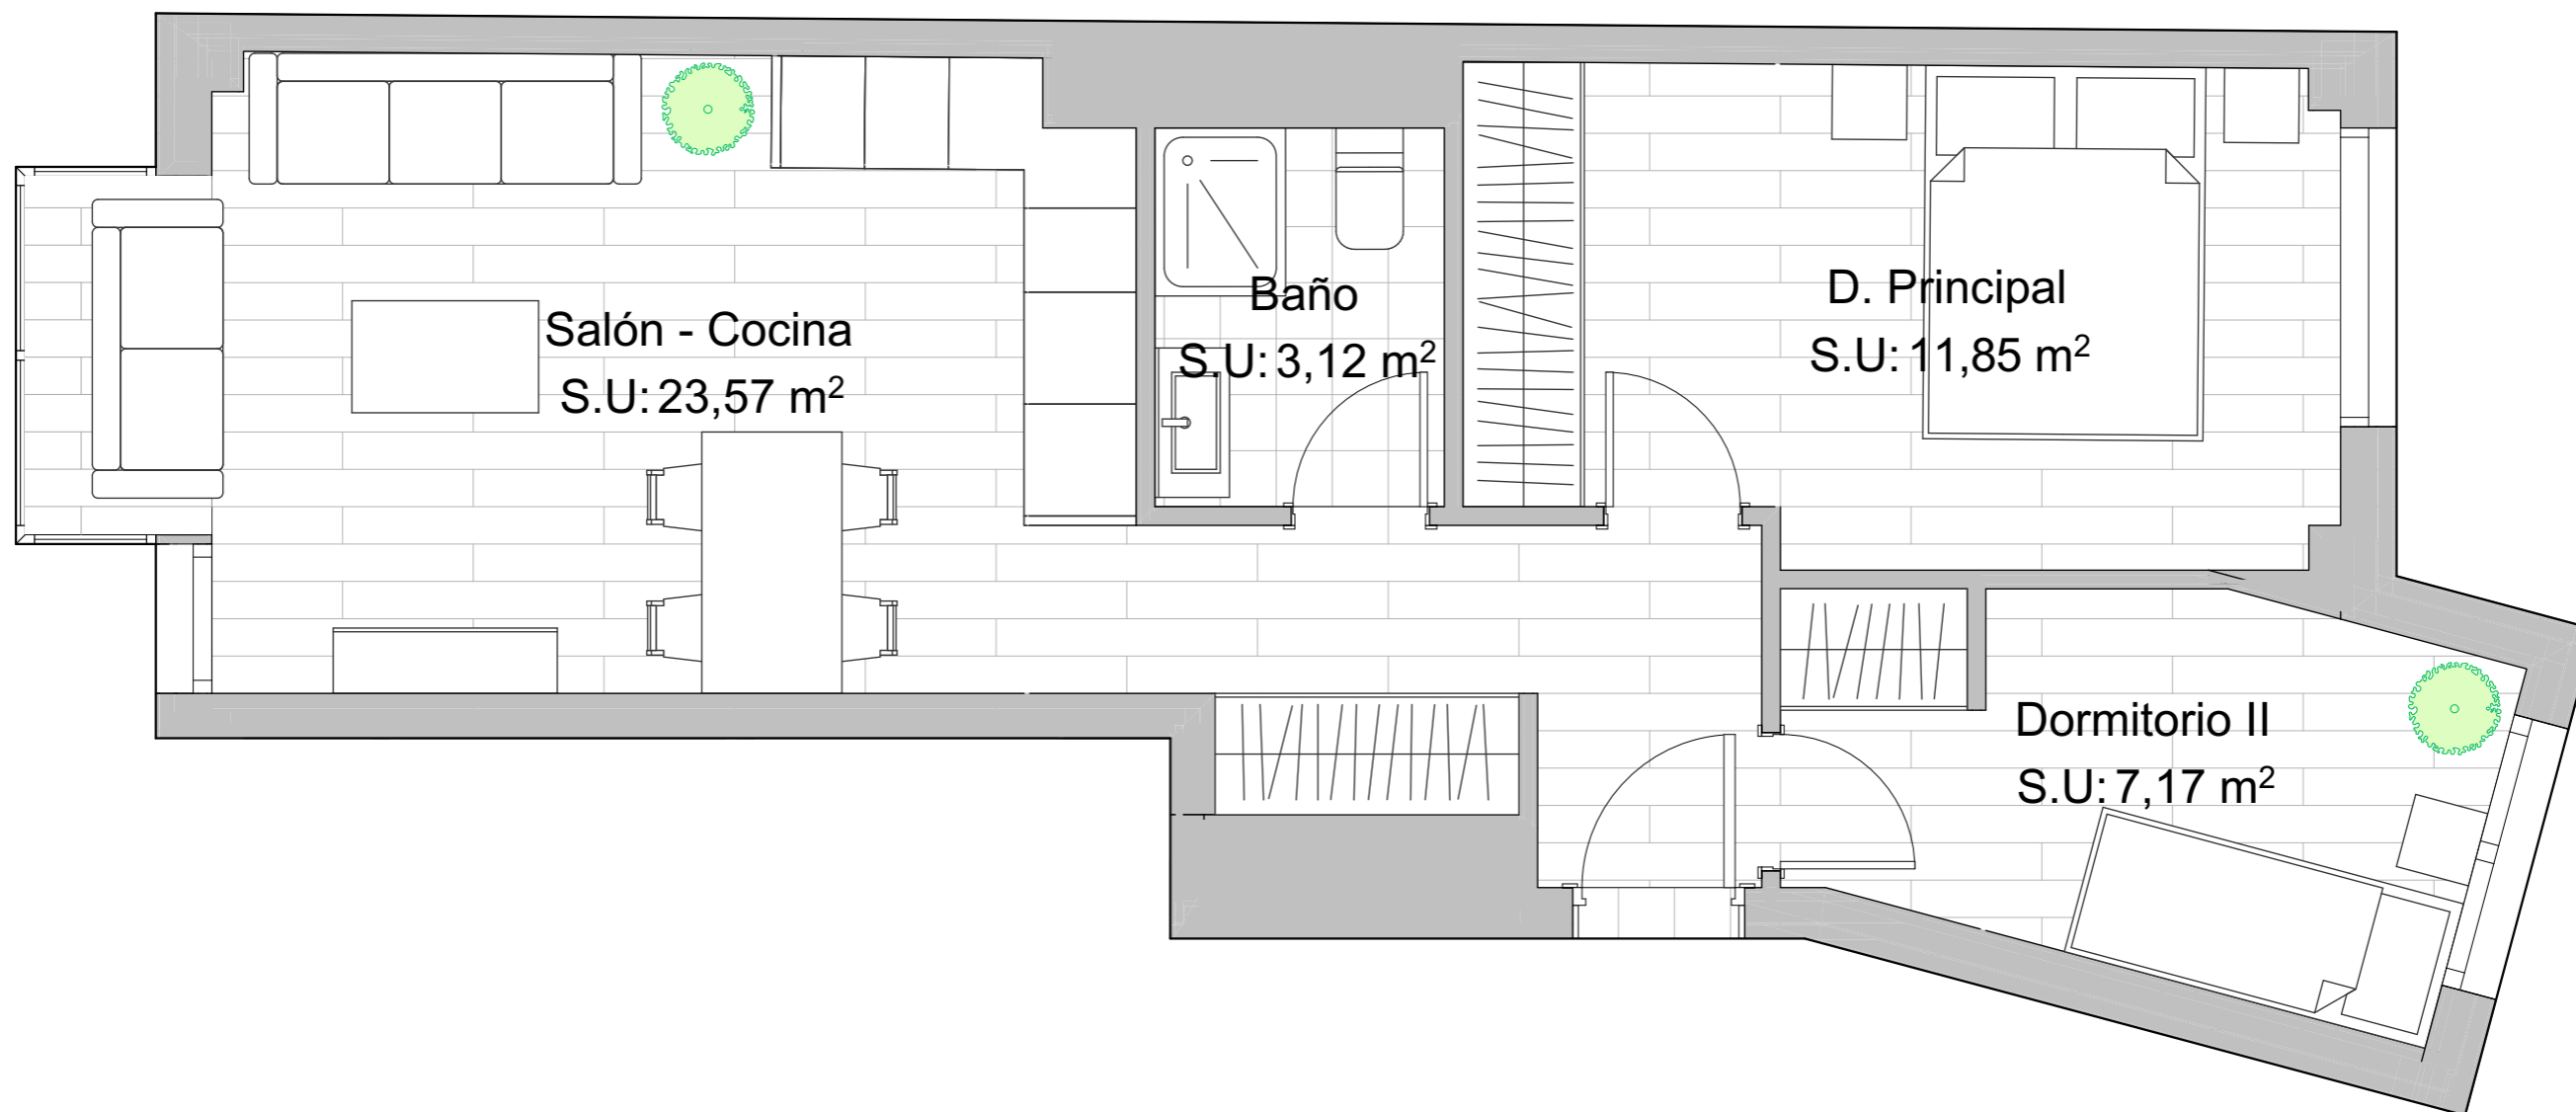 Salón - Cocina
S.U: 23,57 m²
Baño
S.U: 3,12 m²
D. Principal
S.U: 11,85 m²
Dormitorio II
S.U: 7,17 m²